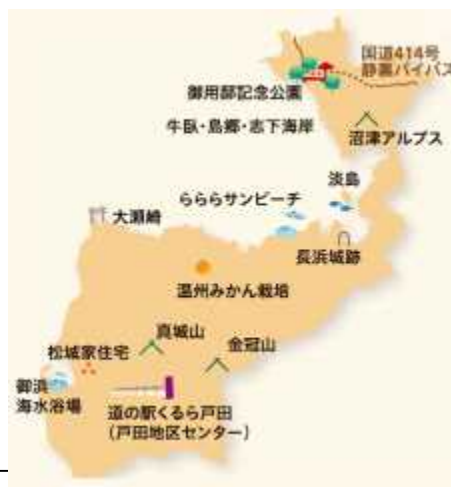 国道414号
静裏バイパス
御用邸記念公園
牛臥・島郷・志下海岸
沼津アルプス
淡島
らららサンビーチ
大瀬崎
長浜城跡
温州みかん栽培
真城山
金冠山
松城家住宅
御浜
海水浴場
道の駅くるら戸田
(戸田地区センター)